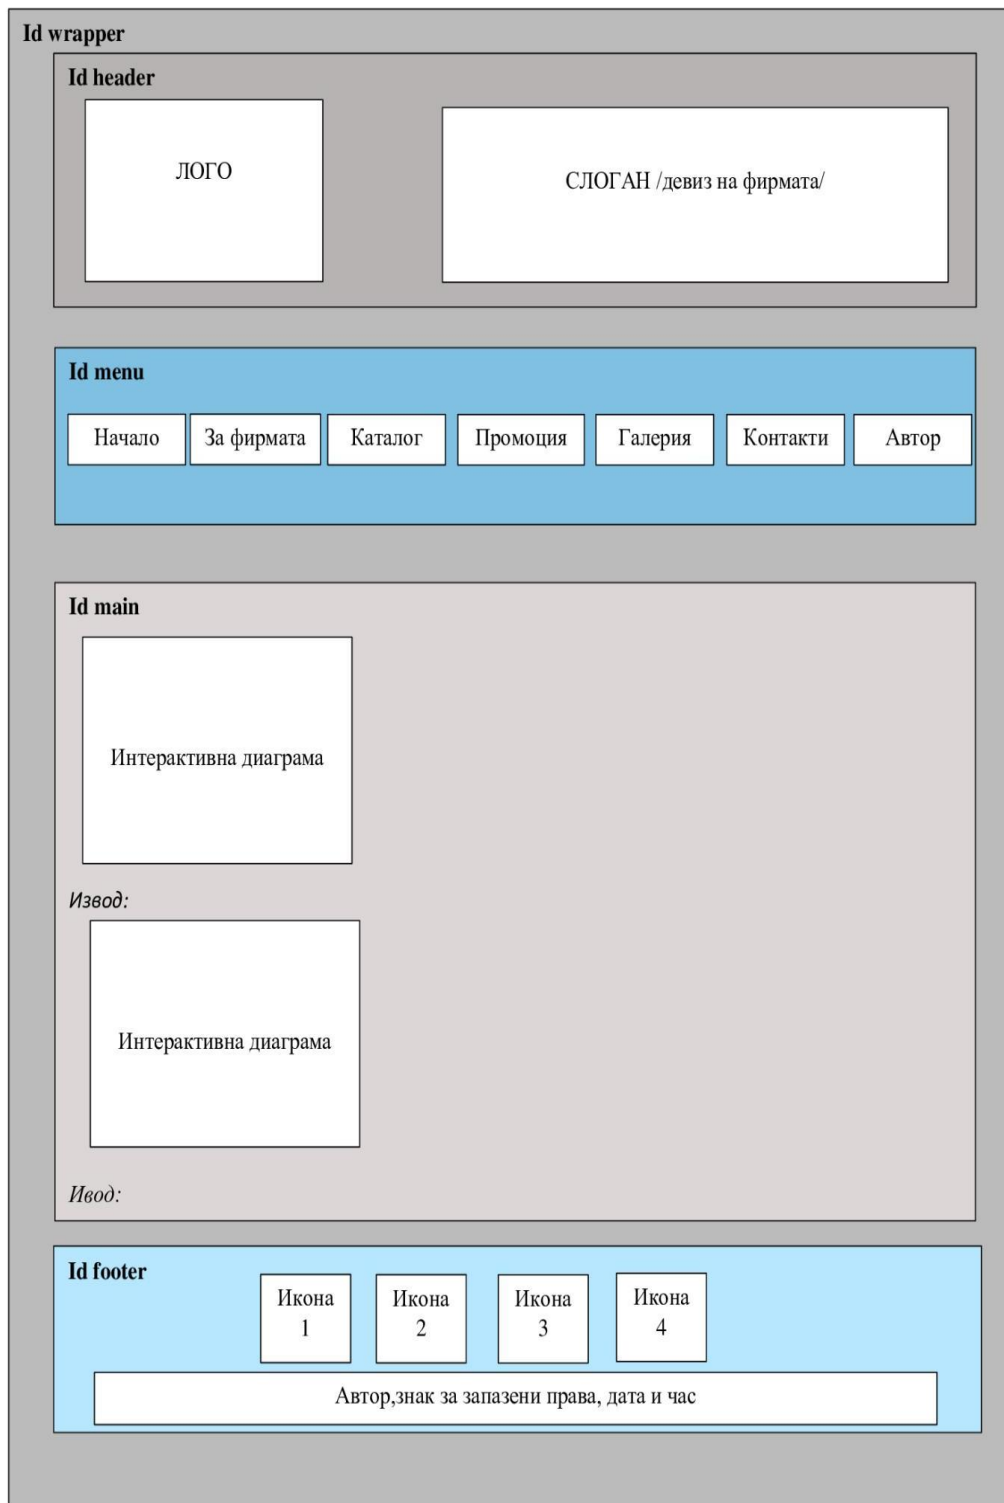 Id wrapper
Id header
ЛОГО
СЛОГАН /девиз на фирмата/
Id menu
Начало
За фирмата
Каталог
Промоция
Галерия
Контакти
Автор
Id main
Интерактивна диаграма
Извод:
Интерактивна диаграма
Ивод:
Id footer
Икона
1
Икона
2
Икона
3
Икона
4
Автор,знак за запазени права, дата и час